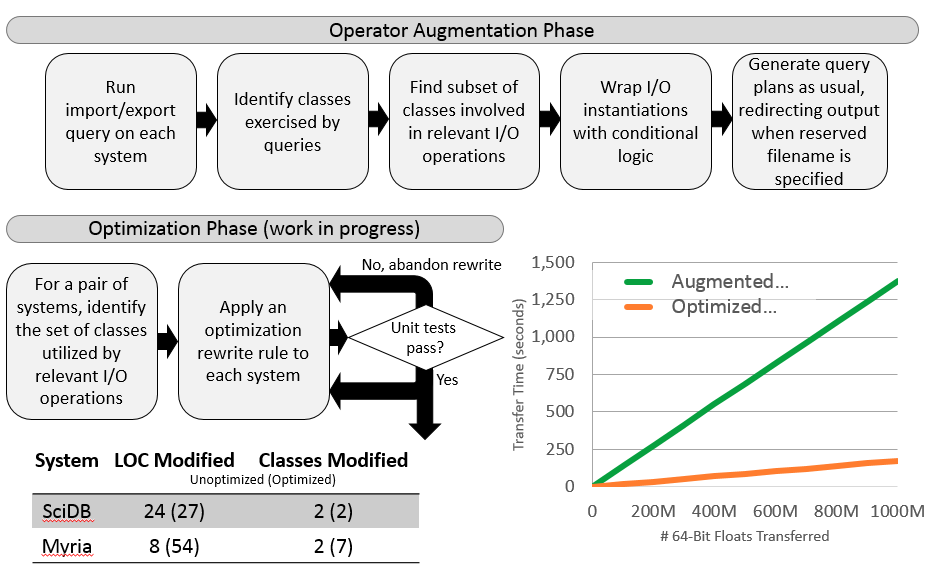 Operator Augmentation Phase
Run
import/export
query on each
system
Identify classes
exercised by
queries
Find subset of
classes involved
in relevant I/O
operations
Wrap I/O
instantiations
with conditional
logic
Generate query
plans as usual,
redirecting output
when reserved
filename is
specified
Optimization Phase (work in progress)
For a pair of
systems, identify
the set of classes
utilized by
relevant I/O
operations
Apply an
optimization
rewrite rule to
each system
No, abandon rewrite
Unit tests
pass?
Yes
System LOC Modified Classes Modified
Unoptimized (Optimized)
SciDB 24 (27) 2 (2)
Myria 8 (54) 2 (7)
Transfer Time (seconds)
1,500
1,250
1,000
750
500
250
0
Augmented...
Optimized...
0 200M 400M 600M 800M 1000M
# 64-Bit Floats Transferred